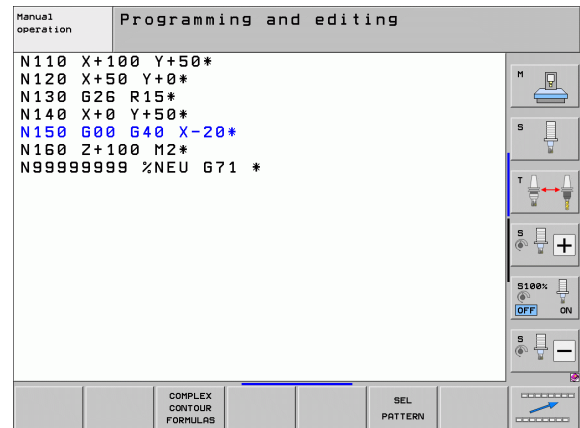 Manual
operation
Programming and editing
N110 X+100 Y+50*
N120 X+50 Y+0*
N130 G26 R15*
N140 X+0 Y+50*
N150 G00 G40 X-20*
N160 Z+100 M2*
N99999999 %NEU G71 *
M
S
T
S
+
S100%
OFF ON
S
−
COMPLEX
CONTOUR
FORMULAS
SEL
PATTERN